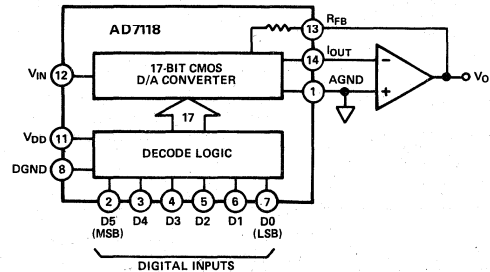 AD7118
RFB
13
17-BIT CMOS
D/A CONVERTER
IOUT
14
VIN
12
AGND
1
−
+
VO
17
VDD
11
DECODE LOGIC
DGND
8
2
3
4
5
6
7
D5
D4
D3
D2
D1
D0
(MSB)
(LSB)
DIGITAL INPUTS